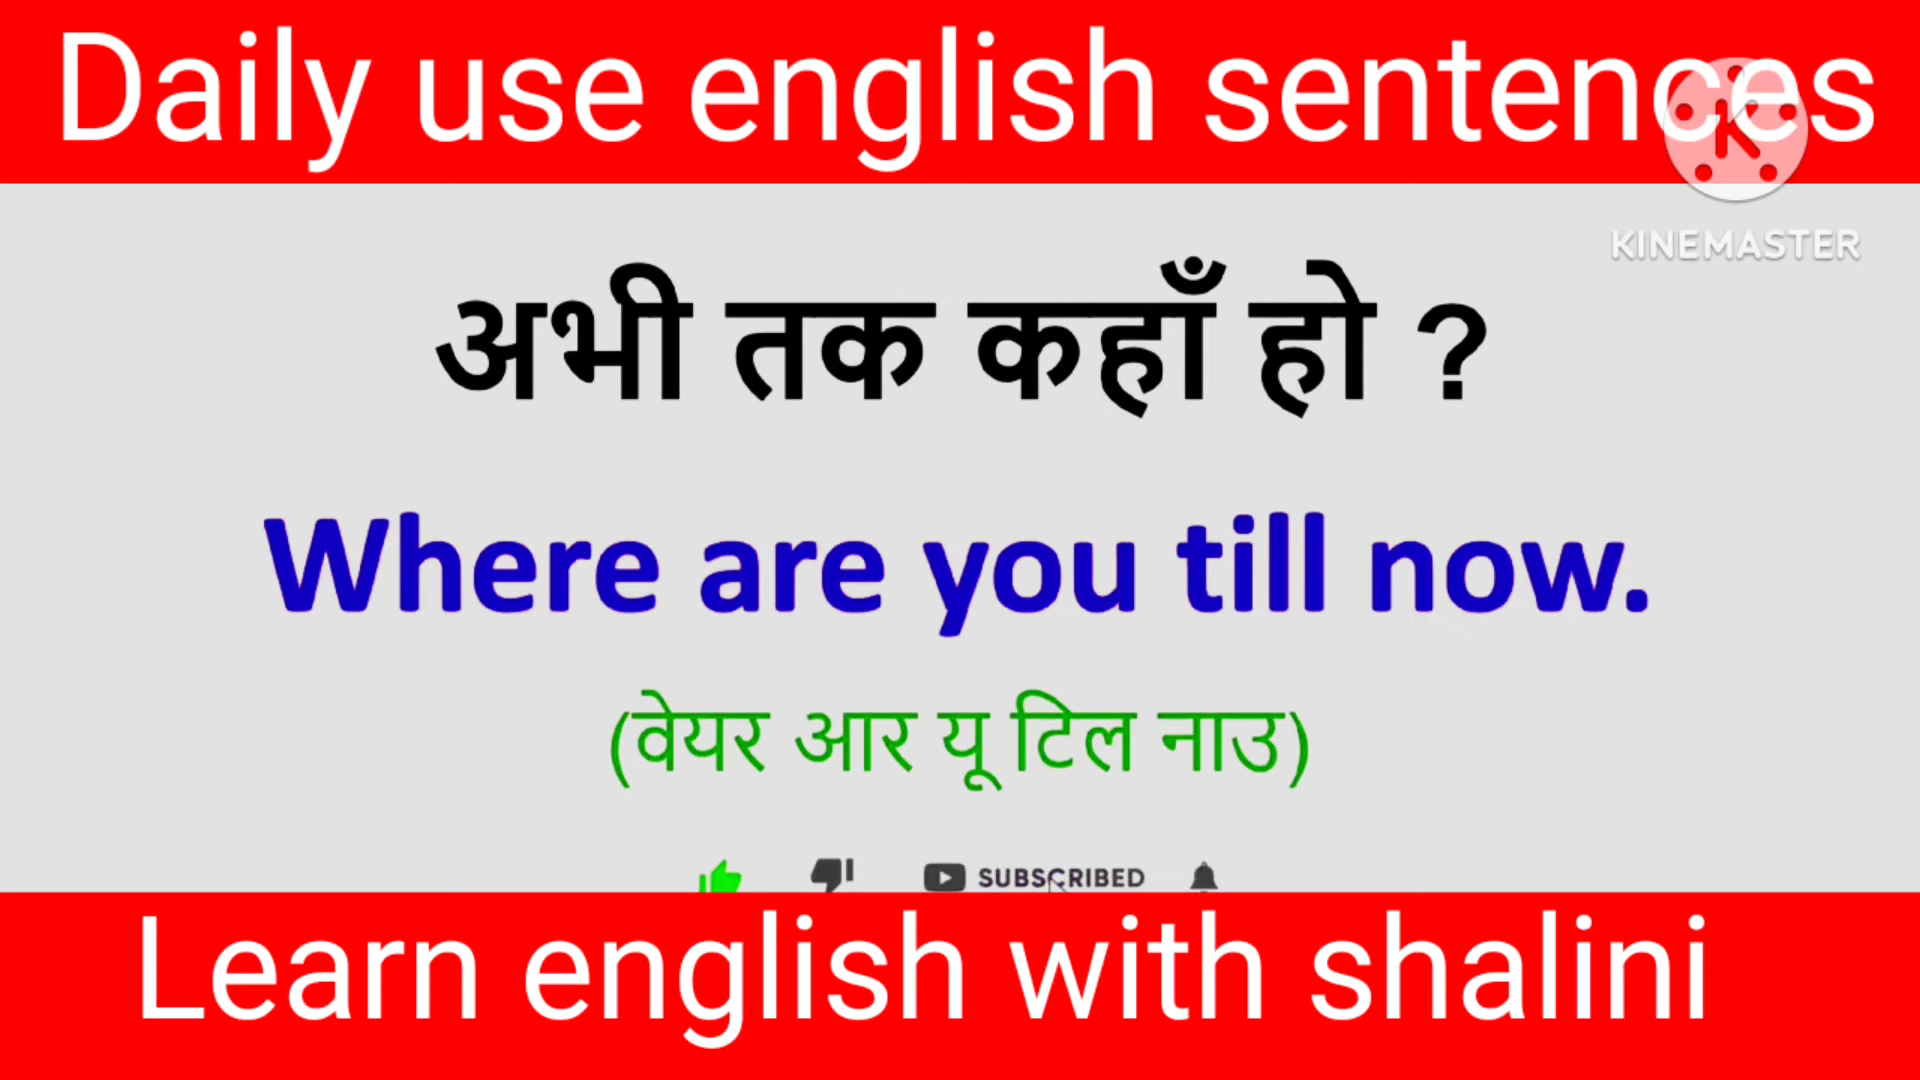 Daily use english sentences
KINEMASTER
अभी तक कहाँ हो ?
Where are you till now.
(वेयर आर यू टिल नाउ)
SUBSCRIBED
Learn english with shalini